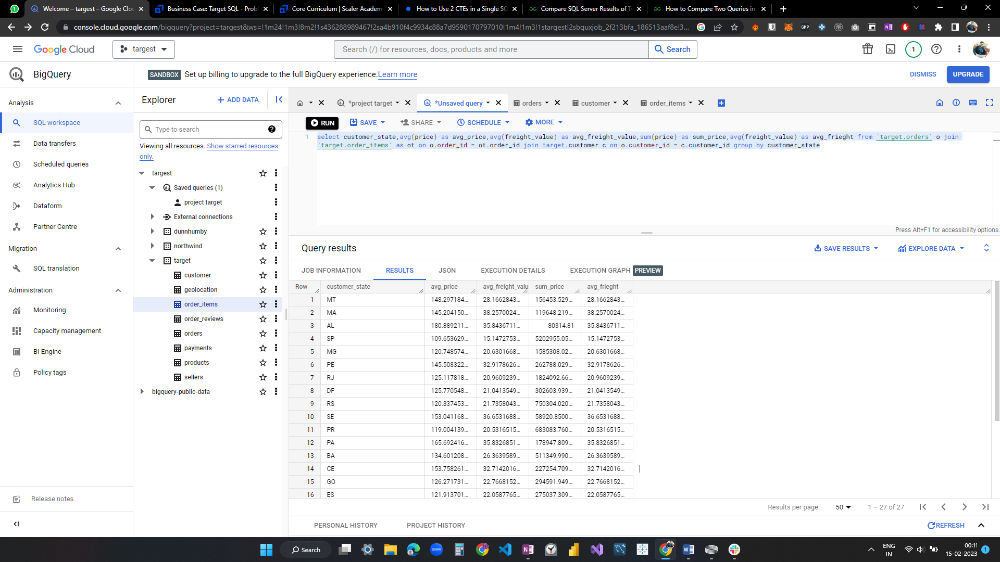 Welcome – targest – Google Clou
Business Case: Target SQL - Prob
Core Curriculum | Scaler Academy
How to Use 2 CTEs in a Single SQ
Compare SQL Server Results of Tw
How to Compare Two Queries in
console.cloud.google.com/bigquery?project=targest&ws=!1m24!1m3!8m2!1s436288989467!2sa4b910f4c9934c88a7d9590170797010!1m4!1m3!1stargest!2sbquxjob_2f213bfa_186513aaf8e!3...
Google Cloud
targest
Search (/) for resources, docs, products and more
Search
1
BigQuery
SANDBOX
Set up billing to upgrade to the full BigQuery experience. Learn more
DISMISS
UPGRADE
Analysis
SQL workspace
Data transfers
Scheduled queries
Analytics Hub
Dataform
Partner Centre
Migration
SQL translation
Administration
Monitoring
Capacity management
BI Engine
Policy tags
Release notes
Explorer
ADD DATA
Type to search
Viewing all resources. Show starred resources
only.
targest
Saved queries (1)
project target
External connections
dunnhumby
northwind
target
customer
geolocation
order_items
order_reviews
orders
payments
products
sellers
bigquery-public-data
*project target
*Unsaved query
orders
customer
order_items
RUN
SAVE
SHARE
SCHEDULE
MORE
1
select customer_state,avg(price) as avg_price,avg(freight_value) as avg_freight_value,sum(price) as sum_price,avg(freight_value) as avg_frieght from `target.orders` o join
`target.order_items` as ot on o.order_id = ot.order_id join target.customer c on o.customer_id = c.customer_id group by customer_state
Press Alt+F1 for accessibility options.
Query results
SAVE RESULTS
EXPLORE DATA
JOB INFORMATION
RESULTS
JSON
EXECUTION DETAILS
EXECUTION GRAPH PREVIEW
Row customer_state avg_price avg_freight_valu sum_price avg_frieght
1 MT 148.297184... 28.1662843... 156453.529... 28.1662843...
2 MA 145.204150... 38.2570024... 119648.219... 38.2570024...
3 AL 180.889211... 35.8436711... 80314.81 35.8436711...
4 SP 109.653629... 15.1472753... 5202955.05... 15.1472753...
5 MG 120.748574... 20.6301668... 1585308.02... 20.6301668...
6 PE 145.508322... 32.9178626... 262788.029... 32.9178626...
7 RJ 125.117818... 20.9609239... 1824092.66... 20.9609239...
8 DF 125.770548... 21.0413549... 302603.939... 21.0413549...
9 RS 120.337453... 21.7358043... 750304.020... 21.7358043...
10 SE 153.041168... 36.6531688... 58920.8500... 36.6531688...
11 PR 119.004139... 20.5316515... 683083.760... 20.5316515...
12 PA 165.692416... 35.8326851... 178947.809... 35.8326851...
13 BA 134.601208... 26.3639589... 511349.990... 26.3639589...
14 CE 153.758261... 32.7142016... 227254.709... 32.7142016...
15 GO 126.271731... 22.7668152... 294591.949... 22.7668152...
16 ES 121.913701... 22.0587765... 275037.309... 22.0587765...
Results per page:
50
1 – 27 of 27
PERSONAL HISTORY
PROJECT HISTORY
REFRESH
Search
zoom
ENG
IN
00:11
15-02-2023
1